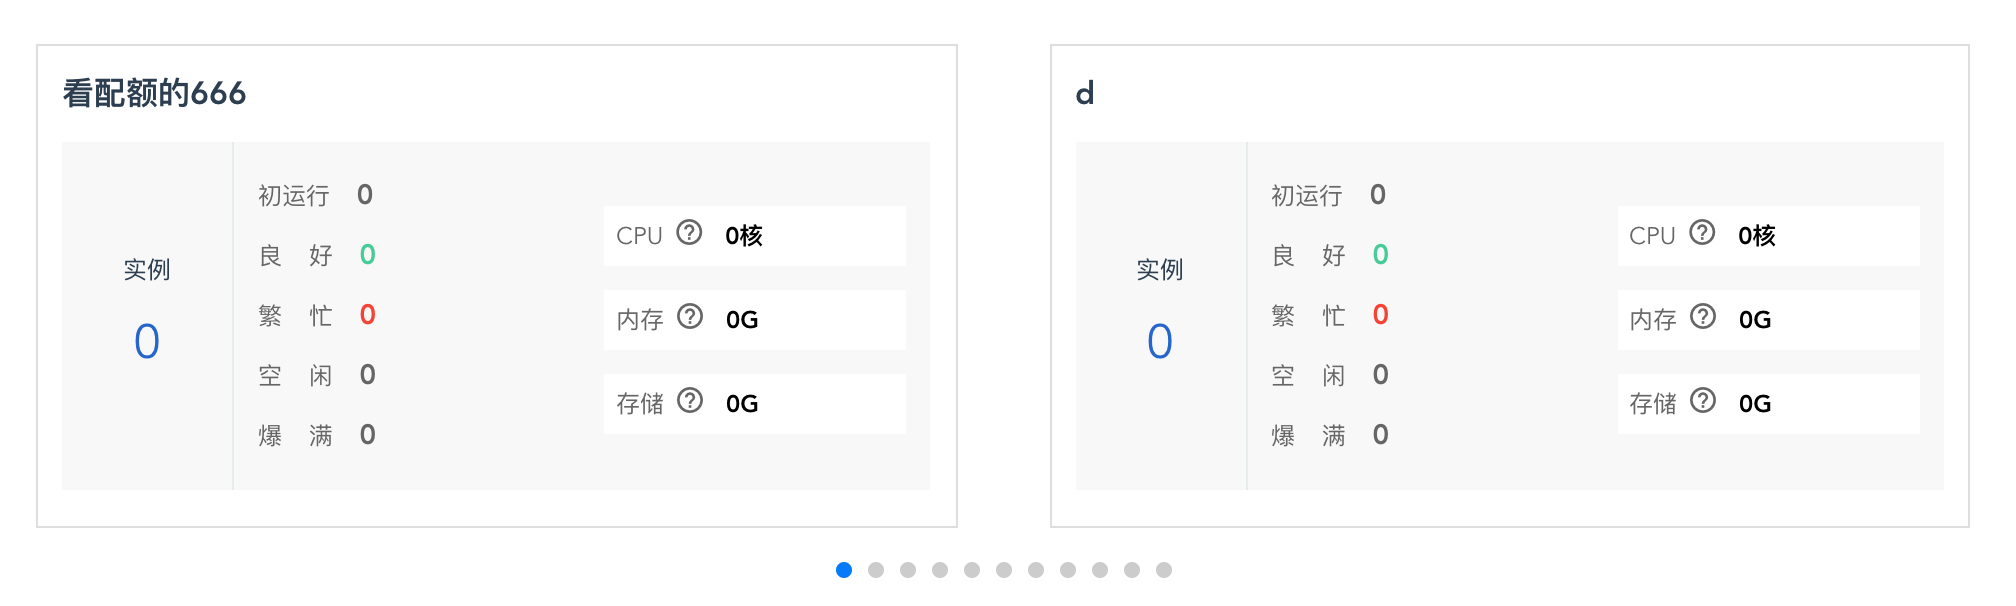 看配额的666
实例
0
初运行 0
良好 0
繁忙 0
空闲 0
爆满 0
CPU ? 0核
内存 ? 0G
存储 ? 0G
d
实例
0
初运行 0
良好 0
繁忙 0
空闲 0
爆满 0
CPU ? 0核
内存 ? 0G
存储 ? 0G